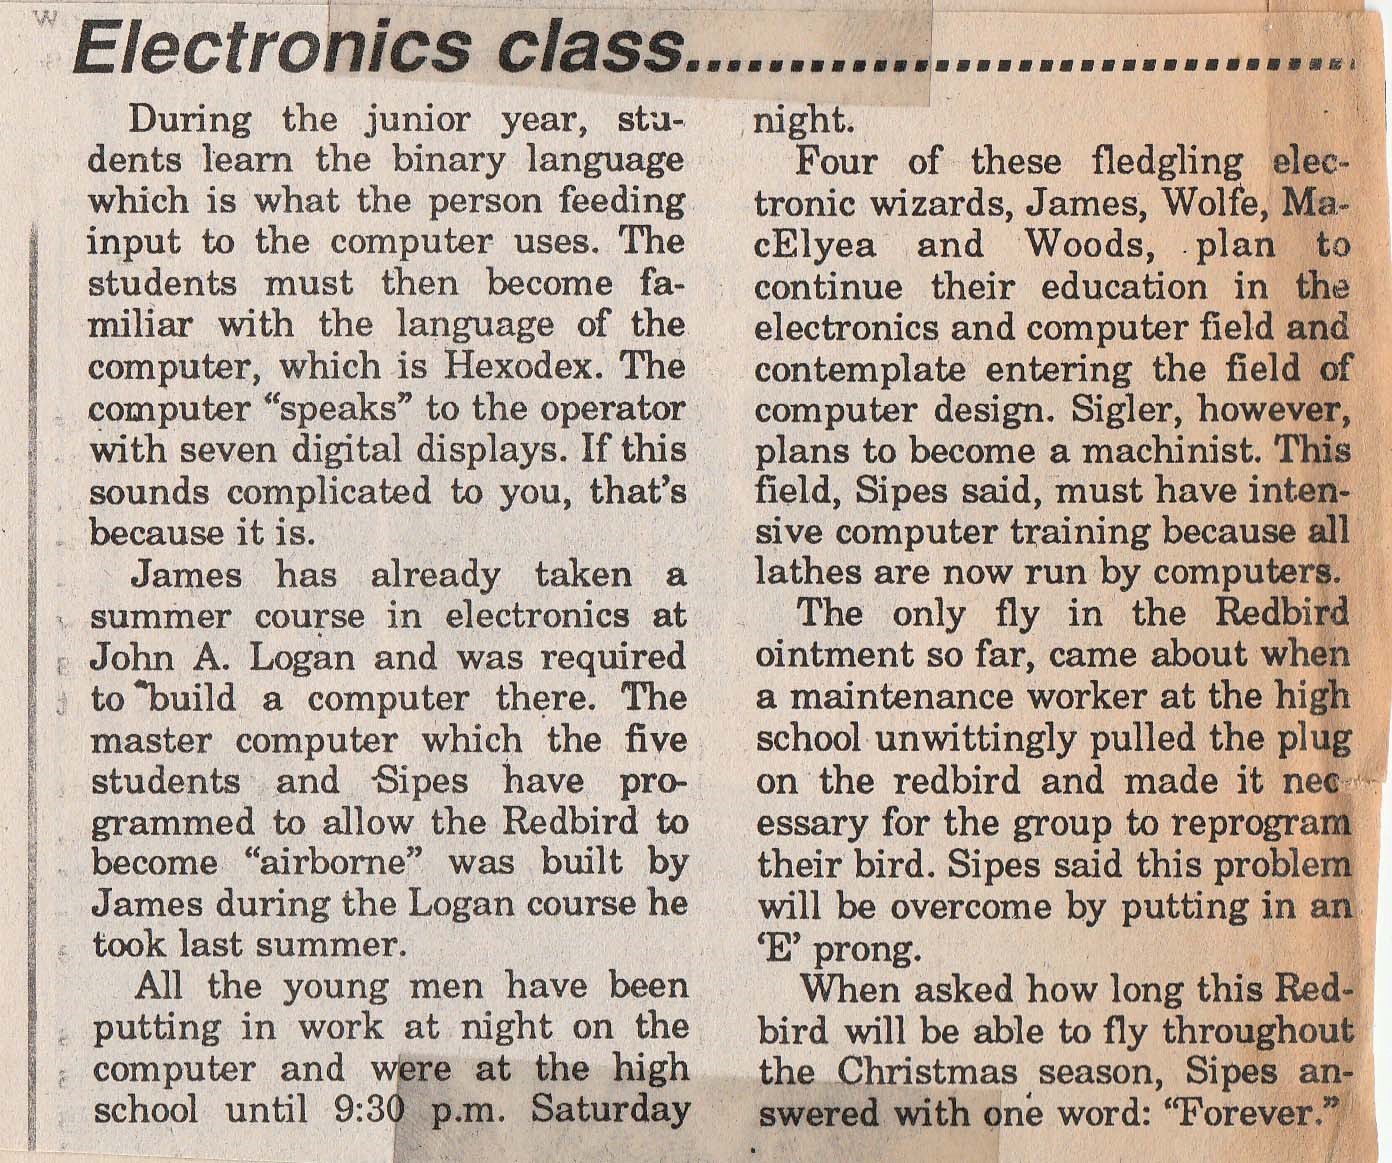 Electronics class..................................
During the junior year, stu-
dents learn the binary language
which is what the person feeding
input to the computer uses. The
students must then become fa-
miliar with the language of the
computer, which is Hexodex. The
computer “speaks” to the operator
with seven digital displays. If this
sounds complicated to you, that’s
because it is.
James has already taken a
summer course in electronics at
John A. Logan and was required
to build a computer there. The
master computer which the five
students and Sipes have pro-
grammed to allow the Redbird to
become “airborne” was built by
James during the Logan course he
took last summer.
All the young men have been
putting in work at night on the
computer and were at the high
school until 9:30 p.m. Saturday
night.
Four of these fledgling elec-
tronic wizards, James, Wolfe, Ma-
cElyea and Woods, plan to
continue their education in the
electronics and computer field and
contemplate entering the field of
computer design. Sigler, however,
plans to become a machinist. This
field, Sipes said, must have inten-
sive computer training because all
lathes are now run by computers.
The only fly in the Redbird
ointment so far, came about when
a maintenance worker at the high
school unwittingly pulled the plug
on the redbird and made it nec-
essary for the group to reprogram
their bird. Sipes said this problem
will be overcome by putting in an
‘E’ prong.
When asked how long this Red-
bird will be able to fly throughout
the Christmas season, Sipes an-
swered with one word: “Forever.”